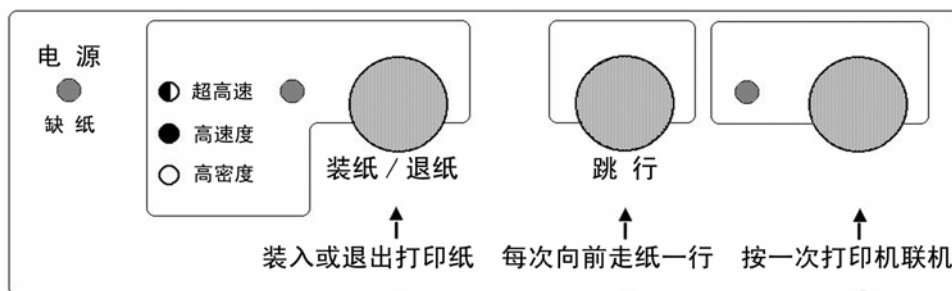 电 源
缺 纸
超高速
高速度
高密度
装纸 / 退纸
跳 行
装入或退出打印纸
每次向前走纸一行
按一次打印机联机